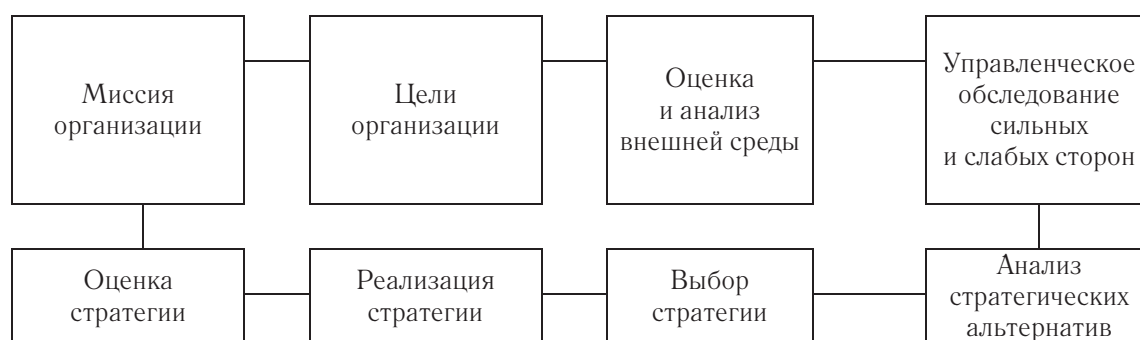 Миссия
организации
Цели
организации
Оценка
и анализ
внешней среды
Управленческое
обследование
сильных
и слабых сторон
Оценка
стратегии
Реализация
стратегии
Выбор
стратегии
Анализ
стратегических
альтернатив